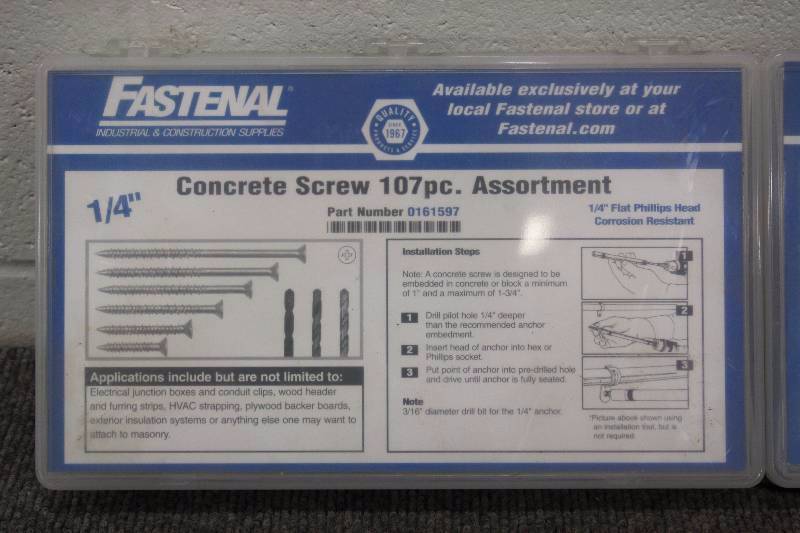 FASTENAL®
INDUSTRIAL & CONSTRUCTION SUPPLIES
QUALITY
SINCE
1967
PRODUCTS & SERVICE
Available exclusively at your
local Fastenal store or at
Fastenal.com
1/4"
Concrete Screw 107pc. Assortment
Part Number 0161597
1/4" Flat Phillips Head
Corrosion Resistant
Applications include but are not limited to:
Electrical junction boxes and conduit clips, wood header
and furring strips, HVAC strapping, plywood backer boards,
exterior insulation systems or anything else one may want to
attach to masonry.
Installation Steps
Note: A concrete screw is designed to be
embedded in concrete or block a minimum
of 1" and a maximum of 1-3/4".
1 Drill pilot hole 1/4" deeper
than the recommended anchor
embedment.
2 Insert head of anchor into hex or
Phillips socket.
3 Put point of anchor into pre-drilled hole
and drive until anchor is fully seated.
Note
3/16" diameter drill bit for the 1/4" anchor.
1
2
3
*Picture above shown using
an installation tool, but is
not required.